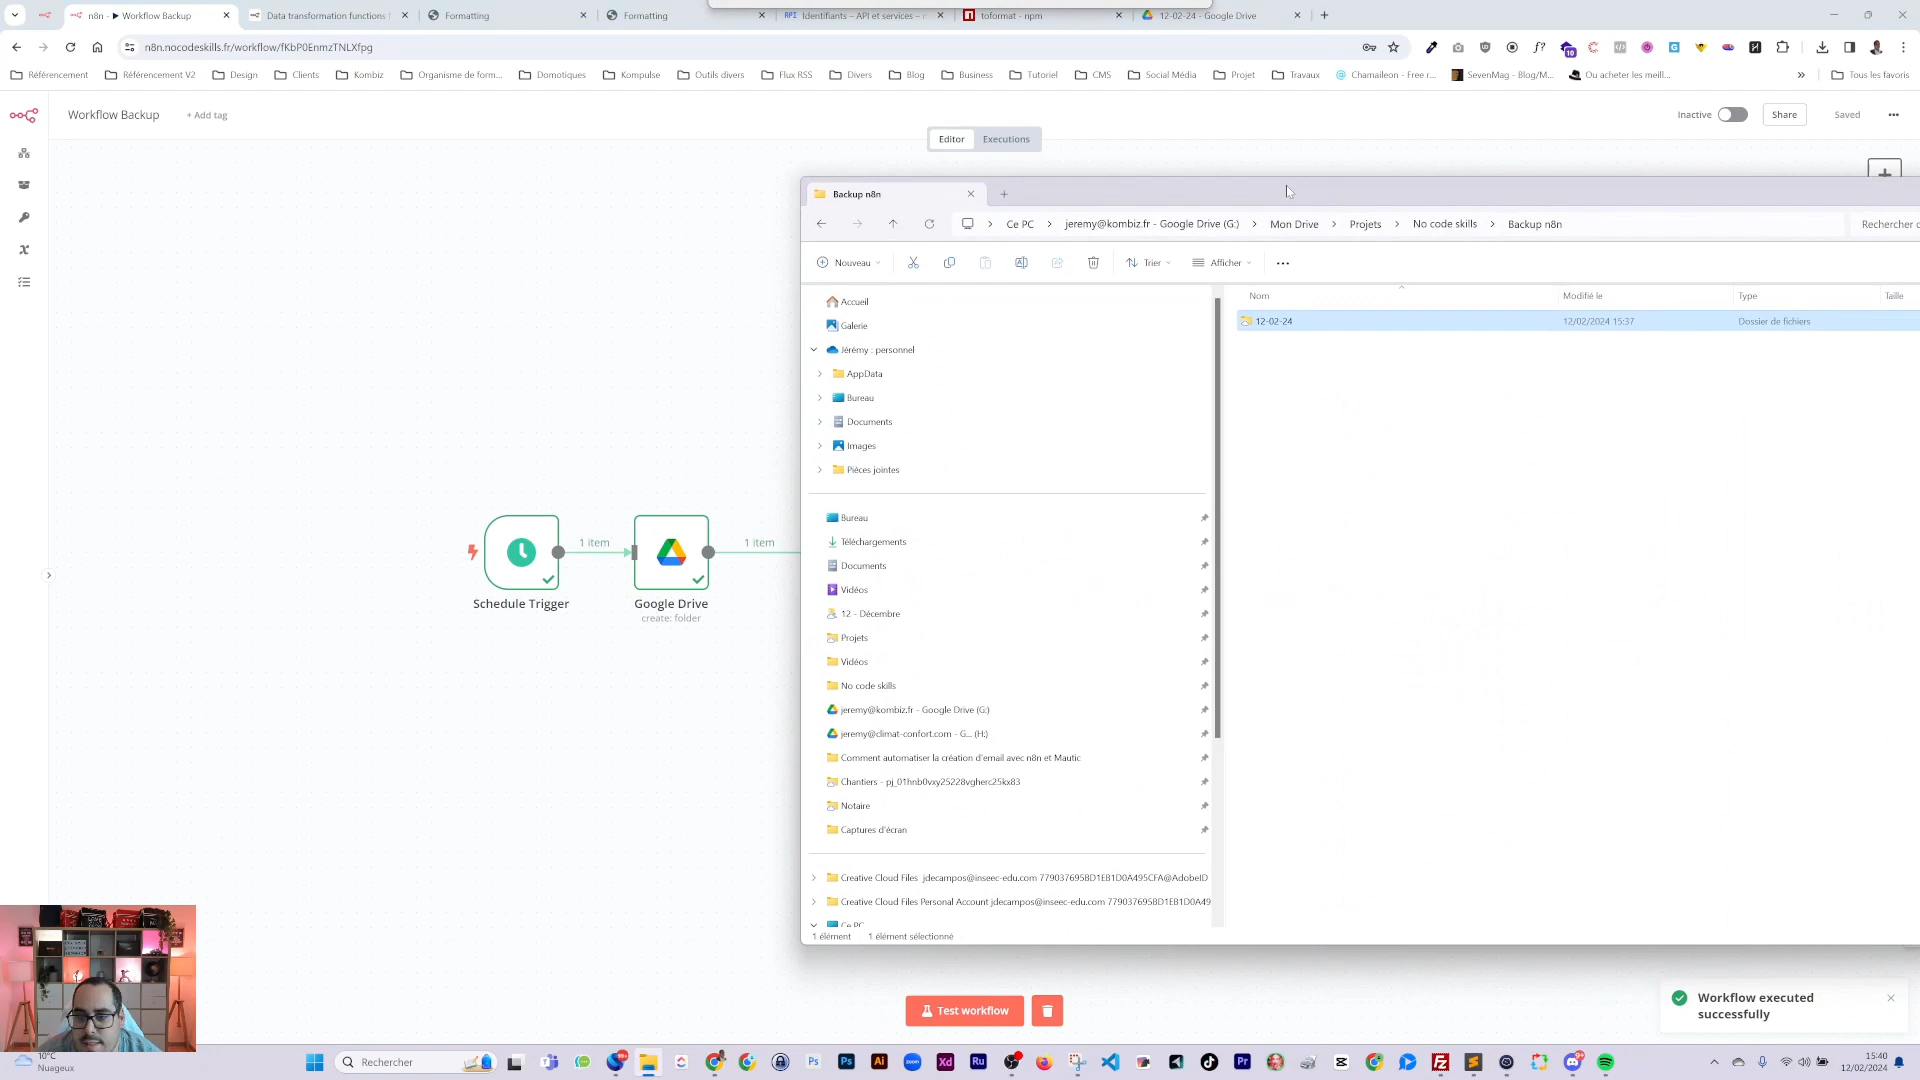 n8n - ▶ Workflow Backup
Data transformation functions f
Formatting
Formatting
RPI Identifiants – API et services – n
toformat - npm
12-02-24 - Google Drive
n8n.nocodeskills.fr/workflow/fKbP0EnmzTNLXfpg
Référencement
Référencement V2
Design
Clients
Kombiz
Organisme de form...
Domotiques
Kompulse
Outils divers
Flux RSS
Divers
Blog
Business
Tutoriel
CMS
Social Média
Projet
Travaux
Chamaileon - Free r...
SevenMag - Blog/M...
Ou acheter les meill...
»
Tous les favoris
Workflow Backup
+ Add tag
Inactive
Share
Saved
Editor
Executions
Backup n8n
Ce PC
jeremy@kombiz.fr - Google Drive (G:)
Mon Drive
Projets
No code skills
Backup n8n
Rechercher
Nouveau
Trier
Afficher
Nom
Modifié le
Type
Taille
12-02-24
12/02/2024 15:37
Dossier de fichiers
Accueil
Galerie
Jérémy : personnel
AppData
Bureau
Documents
Images
Pièces jointes
Bureau
Téléchargements
Documents
Vidéos
12 - Décembre
Projets
Vidéos
No code skills
jeremy@kombiz.fr - Google Drive (G:)
jeremy@climat-confort.com - G... (H:)
Comment automatiser la création d'email avec n8n et Mautic
Chantiers - pj_01hnb0vxy25228vgherc25kx83
Notaire
Captures d'écran
Creative Cloud Files jdecampos@inseec-edu.com 779037695BD1EB1D0A495CFA@AdobeID
Creative Cloud Files Personal Account jdecampos@inseec-edu.com 779037695BD1EB1D0A49
Ce PC
1 élément
1 élément sélectionné
1 item
1 item
Schedule Trigger
Google Drive
create: folder
Test workflow
Workflow executed
successfully
10°C
Nuageux
Rechercher
15:40
12/02/2024